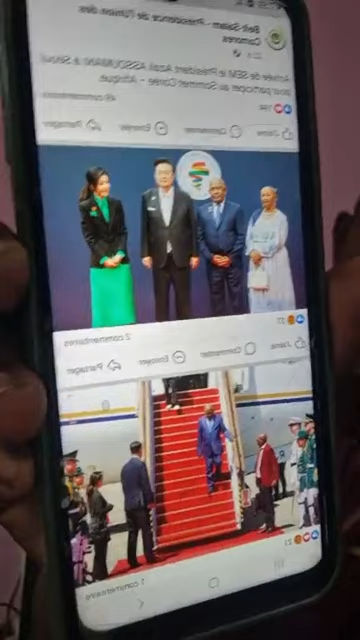 Beit-Salam - Présidence de l'Union des
Comores
Arrivée de SEM le Président Azali ASSOUMANI à Séoul
pour participer au Sommet Corée - Afrique.
commentaires
J'aime Commenter Envoyer Partager
2 commentaires
J'aime Commenter Envoyer Partager
1 commentaire